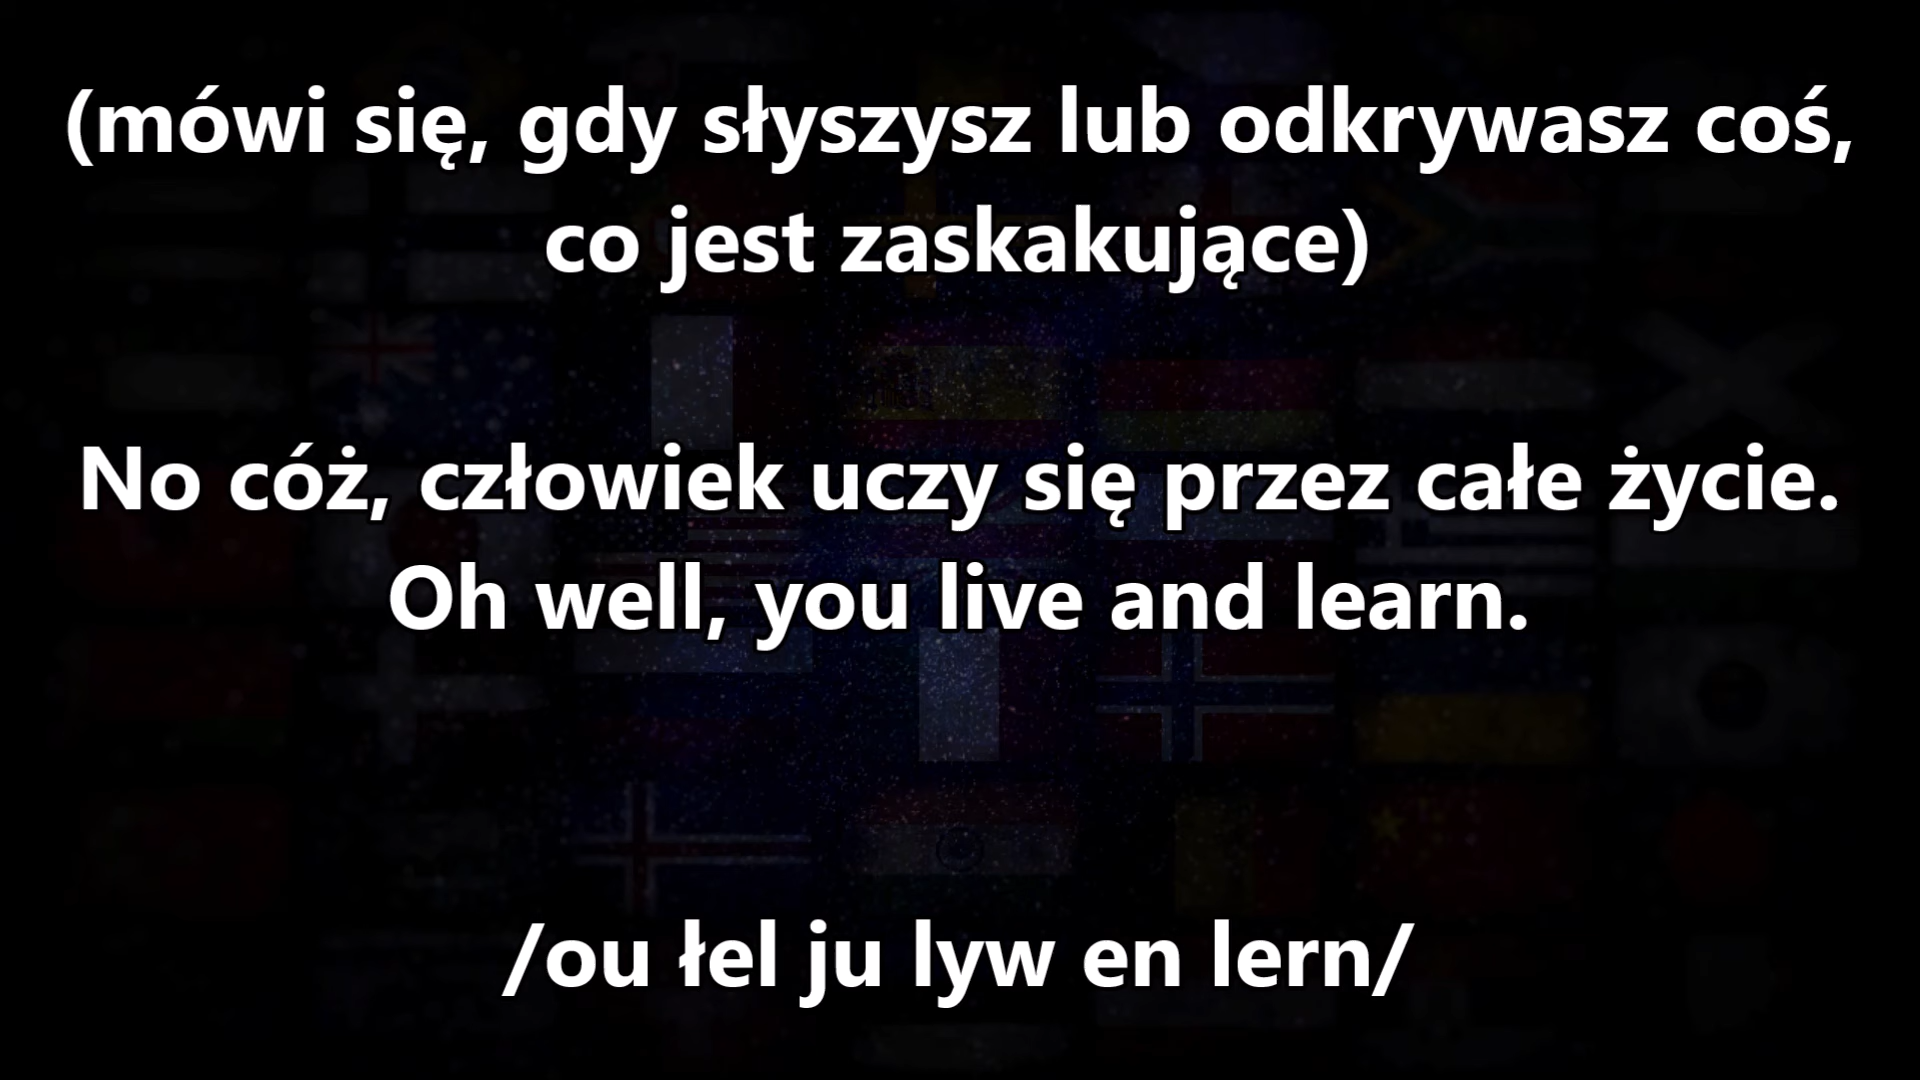 (mówi się, gdy słyszysz lub odkrywasz coś,
co jest zaskakujące)
No cóż, człowiek uczy się przez całe życie.
Oh well, you live and learn.
/ou łel ju lyw en lern/